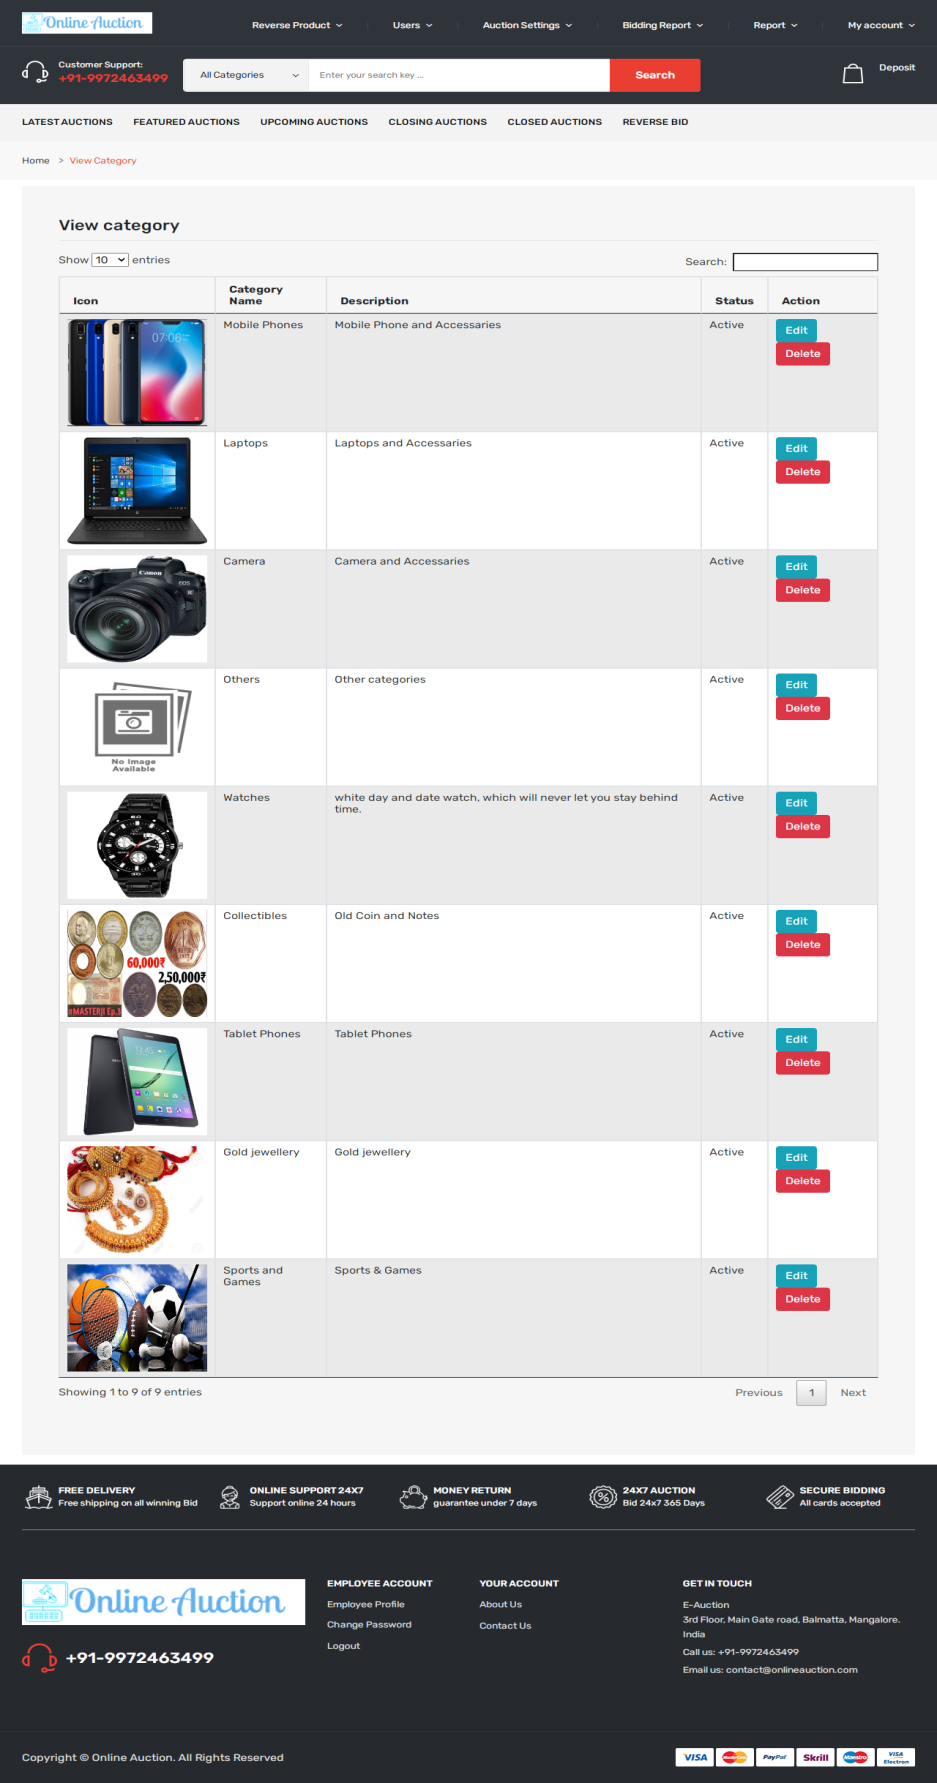 Online Auction
Reverse Product
Users
Auction Settings
Bidding Report
Report
My account
Customer Support:
+91-9972463499
All Categories
Enter your search key ...
Search
Deposit
LATEST AUCTIONS
FEATURED AUCTIONS
UPCOMING AUCTIONS
CLOSING AUCTIONS
CLOSED AUCTIONS
REVERSE BID
Home > View Category
View category
Show 10 entries
Search:
Icon
Category Name
Description
Status
Action
07:06
Mobile Phones
Mobile Phone and Accessaries
Active
Edit
Delete
Laptops
Laptops and Accessaries
Active
Edit
Delete
Canon
EOS
R
Camera
Camera and Accessaries
Active
Edit
Delete
No Image
Available
Others
Other categories
Active
Edit
Delete
Watches
white day and date watch, which will never let you stay behind
time.
Active
Edit
Delete
60,000₹
2,50,000₹
#MASTERJI Ep.3
Collectibles
Old Coin and Notes
Active
Edit
Delete
Tablet Phones
Tablet Phones
Active
Edit
Delete
Gold jewellery
Gold jewellery
Active
Edit
Delete
Sports and
Games
Sports & Games
Active
Edit
Delete
Showing 1 to 9 of 9 entries
Previous 1 Next
FREE DELIVERY
Free shipping on all winning Bid
ONLINE SUPPORT 24X7
Support online 24 hours
MONEY RETURN
guarantee under 7 days
24X7 AUCTION
Bid 24x7 365 Days
SECURE BIDDING
All cards accepted
Online Auction
+91-9972463499
EMPLOYEE ACCOUNT
Employee Profile
Change Password
Logout
YOUR ACCOUNT
About Us
Contact Us
GET IN TOUCH
E-Auction
3rd Floor, Main Gate road, Balmatta, Mangalore.
India
Call us: +91-9972463499
Email us: contact@onlineauction.com
Copyright © Online Auction. All Rights Reserved
VISA
MasterCard
PayPal
Skrill
Maestro
VISA
Electron